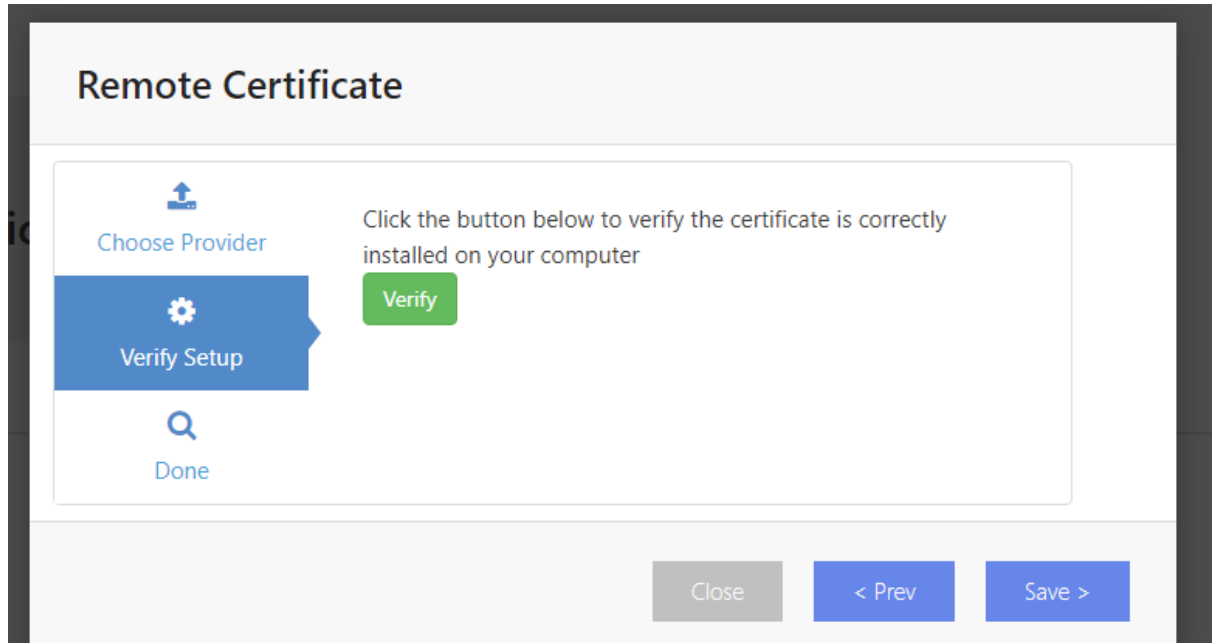 Remote Certificate
Choose Provider
Click the button below to verify the certificate is correctly
installed on your computer
Verify
Verify Setup
Done
Close
< Prev
Save >